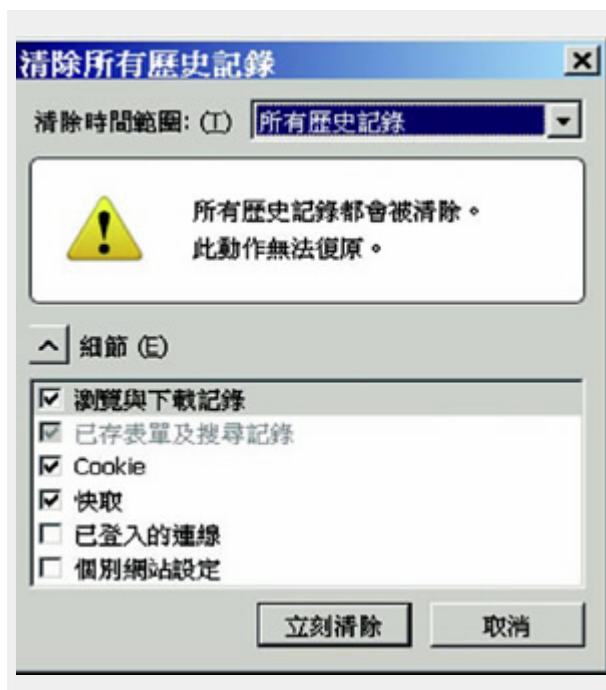 清除所有歷史記錄
清除時間範圍: (T) 所有歷史記錄
所有歷史記錄都會被清除。
此動作無法復原。
細節 (E)
瀏覽與下載記錄
已存表單及搜尋記錄
Cookie
快取
已登入的連線
個別網站設定
立刻清除 取消